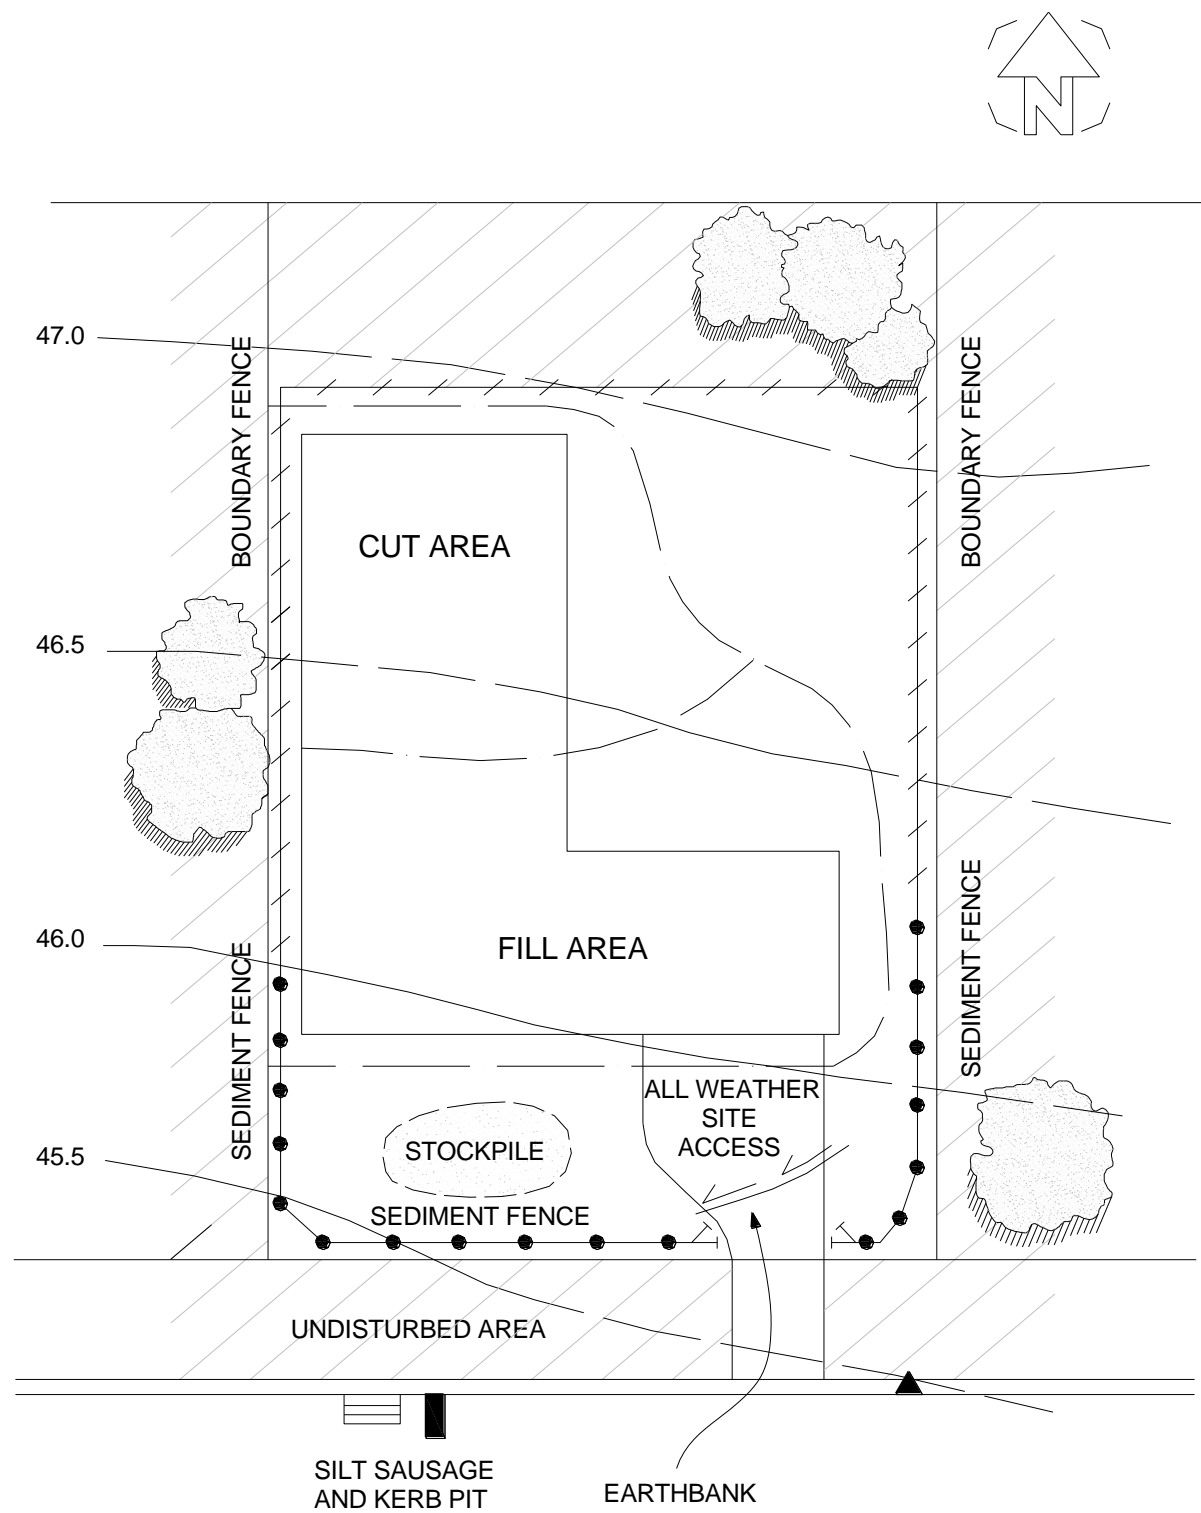 N
47.0
BOUNDARY FENCE
BOUNDARY FENCE
CUT AREA
46.5
46.0
FILL AREA
SEDIMENT FENCE
SEDIMENT FENCE
ALL WEATHER
SITE
ACCESS
45.5
STOCKPILE
SEDIMENT FENCE
UNDISTURBED AREA
SILT SAUSAGE
AND KERB PIT
EARTHBANK